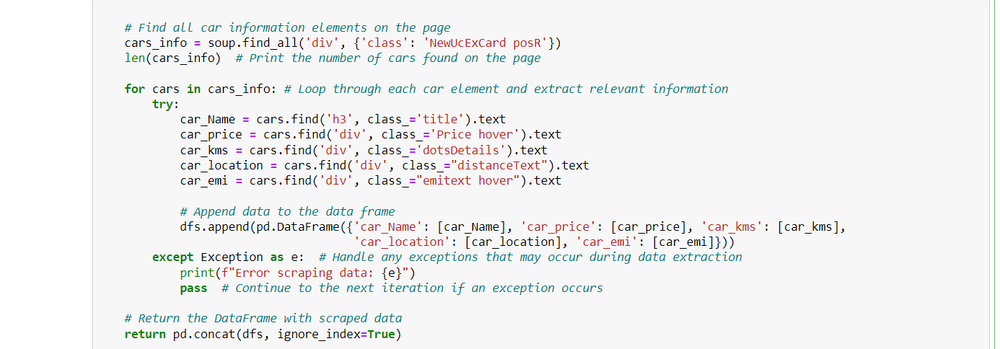 # Find all car information elements on the page
cars_info = soup.find_all('div', {'class': 'NewUcExCard posR'})
len(cars_info)  # Print the number of cars found on the page

for cars in cars_info: # Loop through each car element and extract relevant information
    try:
        car_Name = cars.find('h3', class_='title').text
        car_price = cars.find('div', class_='Price hover').text
        car_kms = cars.find('div', class_='dotsDetails').text
        car_location = cars.find('div', class_="distanceText").text
        car_emi = cars.find('div', class_="emitext hover").text

        # Append data to the data frame
        dfs.append(pd.DataFrame({'car_Name': [car_Name], 'car_price': [car_price], 'car_kms': [car_kms],
                                 'car_location': [car_location], 'car_emi': [car_emi]}))
    except Exception as e:  # Handle any exceptions that may occur during data extraction
        print(f"Error scraping data: {e}")
        pass  # Continue to the next iteration if an exception occurs

# Return the DataFrame with scraped data
return pd.concat(dfs, ignore_index=True)